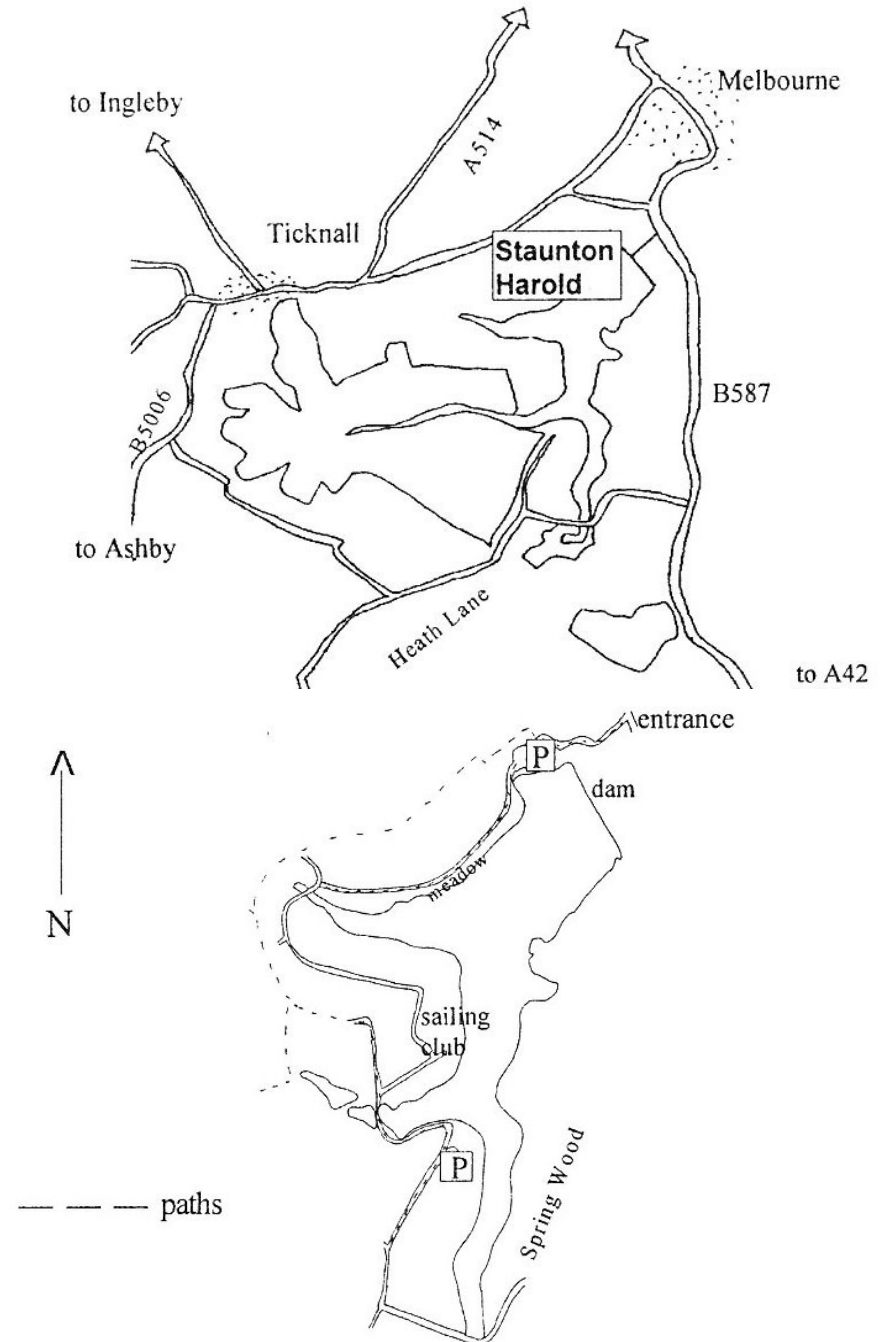 Melbourne
to Ingleby
A514
Ticknall
Staunton
Harold
B587
B5006
to Ashby
Heath Lane
to A42
entrance
P
dam
meadow
N
sailing
club
P
Spring Wood
paths